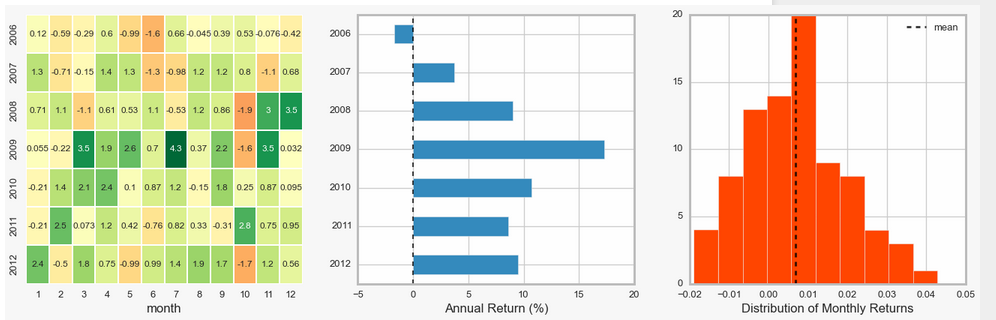 2006 0.12 -0.59 -0.29 0.6 -0.99 -1.6 0.66 -0.045 0.39 0.53 -0.076 -0.42
2007 1.3 -0.71 -0.15 1.4 1.3 -1.3 -0.98 1.2 1.2 0.8 -1.1 0.68
2008 0.71 1.1 -1.1 0.61 0.53 1.1 -0.53 1.2 0.86 -1.9 3 3.5
2009 0.055 -0.22 3.5 1.9 2.6 0.7 4.3 0.37 2.2 -1.6 3.5 0.032
2010 -0.21 1.4 2.1 2.4 0.1 0.87 1.2 -0.15 1.8 0.25 0.87 0.095
2011 -0.21 2.5 0.073 1.2 0.42 -0.76 0.82 0.33 -0.31 2.8 0.75 0.95
2012 2.4 -0.5 1.8 0.75 -0.99 0.99 1.4 1.9 1.7 -1.7 1.2 0.56
1 2 3 4 5 6 7 8 9 10 11 12
month
2006
2007
2008
2009
2010
2011
2012
−5 0 5 10 15 20
Annual Return (%)
mean
20
15
10
5
0
−0.02 −0.01 0.00 0.01 0.02 0.03 0.04 0.05
Distribution of Monthly Returns